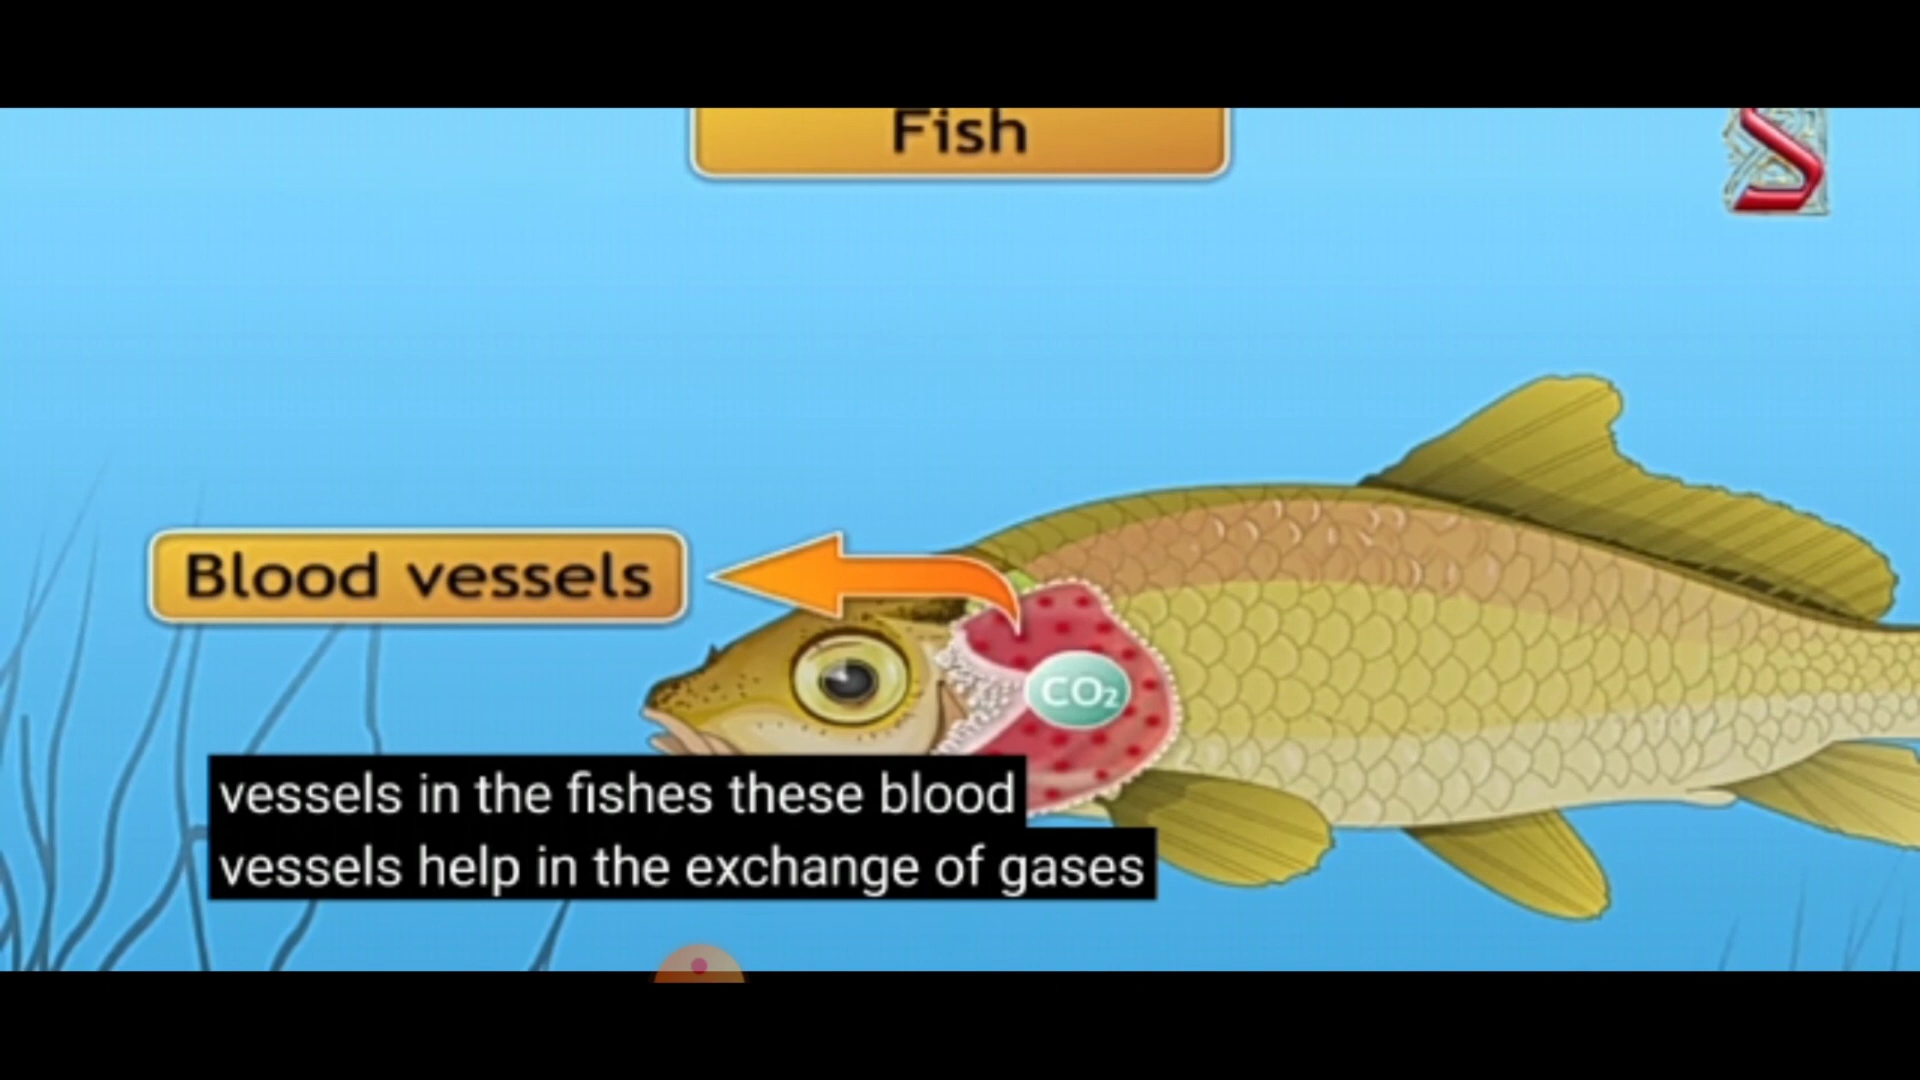 Fish
Blood vessels
CO₂
vessels in the fishes these blood
vessels help in the exchange of gases